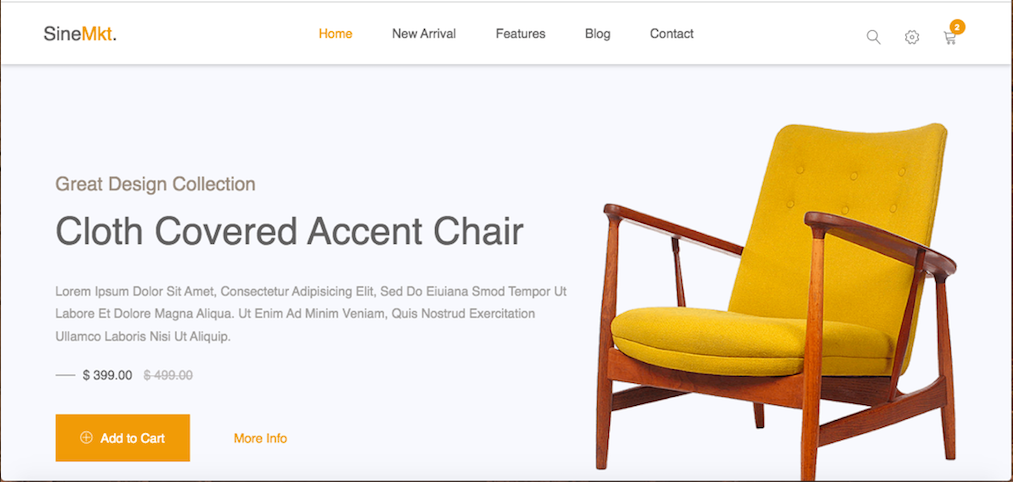 SineMkt.
Home New Arrival Features Blog Contact
2
Great Design Collection
Cloth Covered Accent Chair
Lorem Ipsum Dolor Sit Amet, Consectetur Adipisicing Elit, Sed Do Eiuiana Smod Tempor Ut
Labore Et Dolore Magna Aliqua. Ut Enim Ad Minim Veniam, Quis Nostrud Exercitation
Ullamco Laboris Nisi Ut Aliquip.
$ 399.00 $ 499.00
Add to Cart More Info